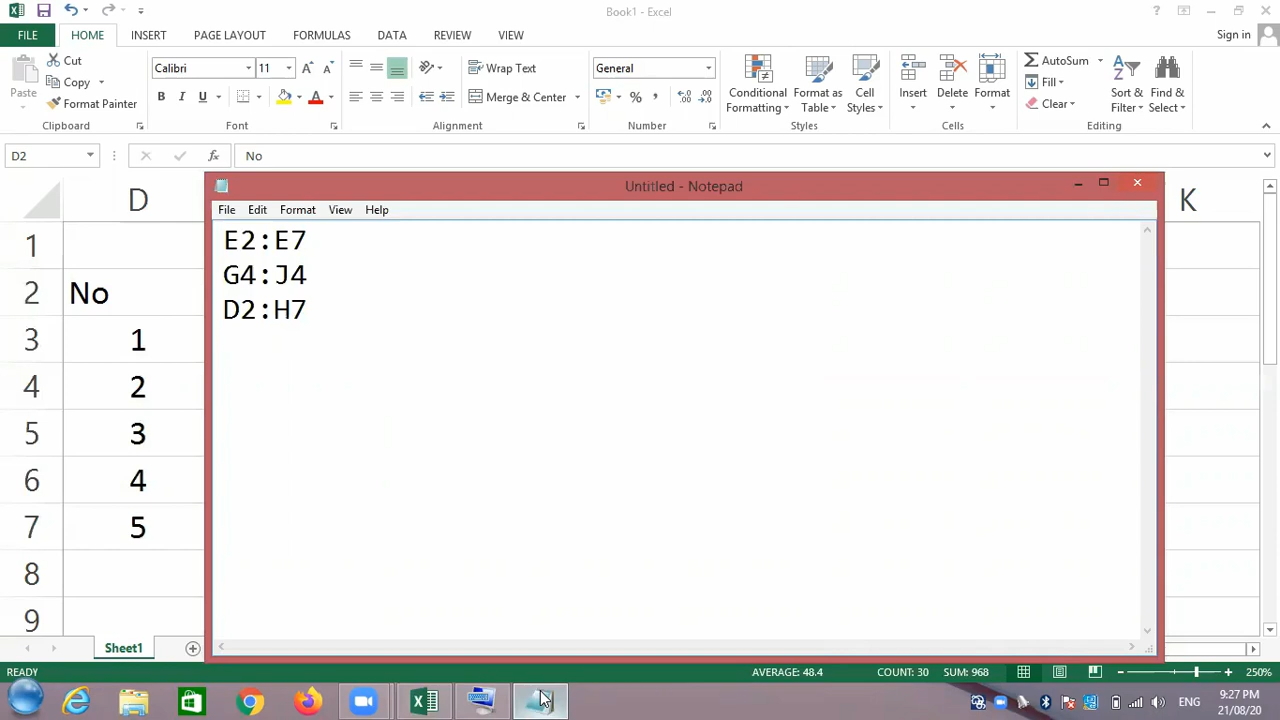 Book1 - Excel
FILE HOME INSERT PAGE LAYOUT FORMULAS DATA REVIEW VIEW Sign in
Paste Cut Copy Format Painter Clipboard
Calibri 11 B I U A Font
Wrap Text Merge & Center Alignment
General % , Number
Conditional Formatting Format as Table Cell Styles Styles
Insert Delete Format Cells
AutoSum Fill Clear Sort & Filter Find & Select Editing
D2 fx No
Untitled - Notepad
File Edit Format View Help
D K
E2:E7
G4:J4
D2:H7
1
2 No
3 1
4 2
5 3
6 4
7 5
8
9
Sheet1
READY AVERAGE: 48.4 COUNT: 30 SUM: 968 250%
ENG 9:27 PM
21/08/20